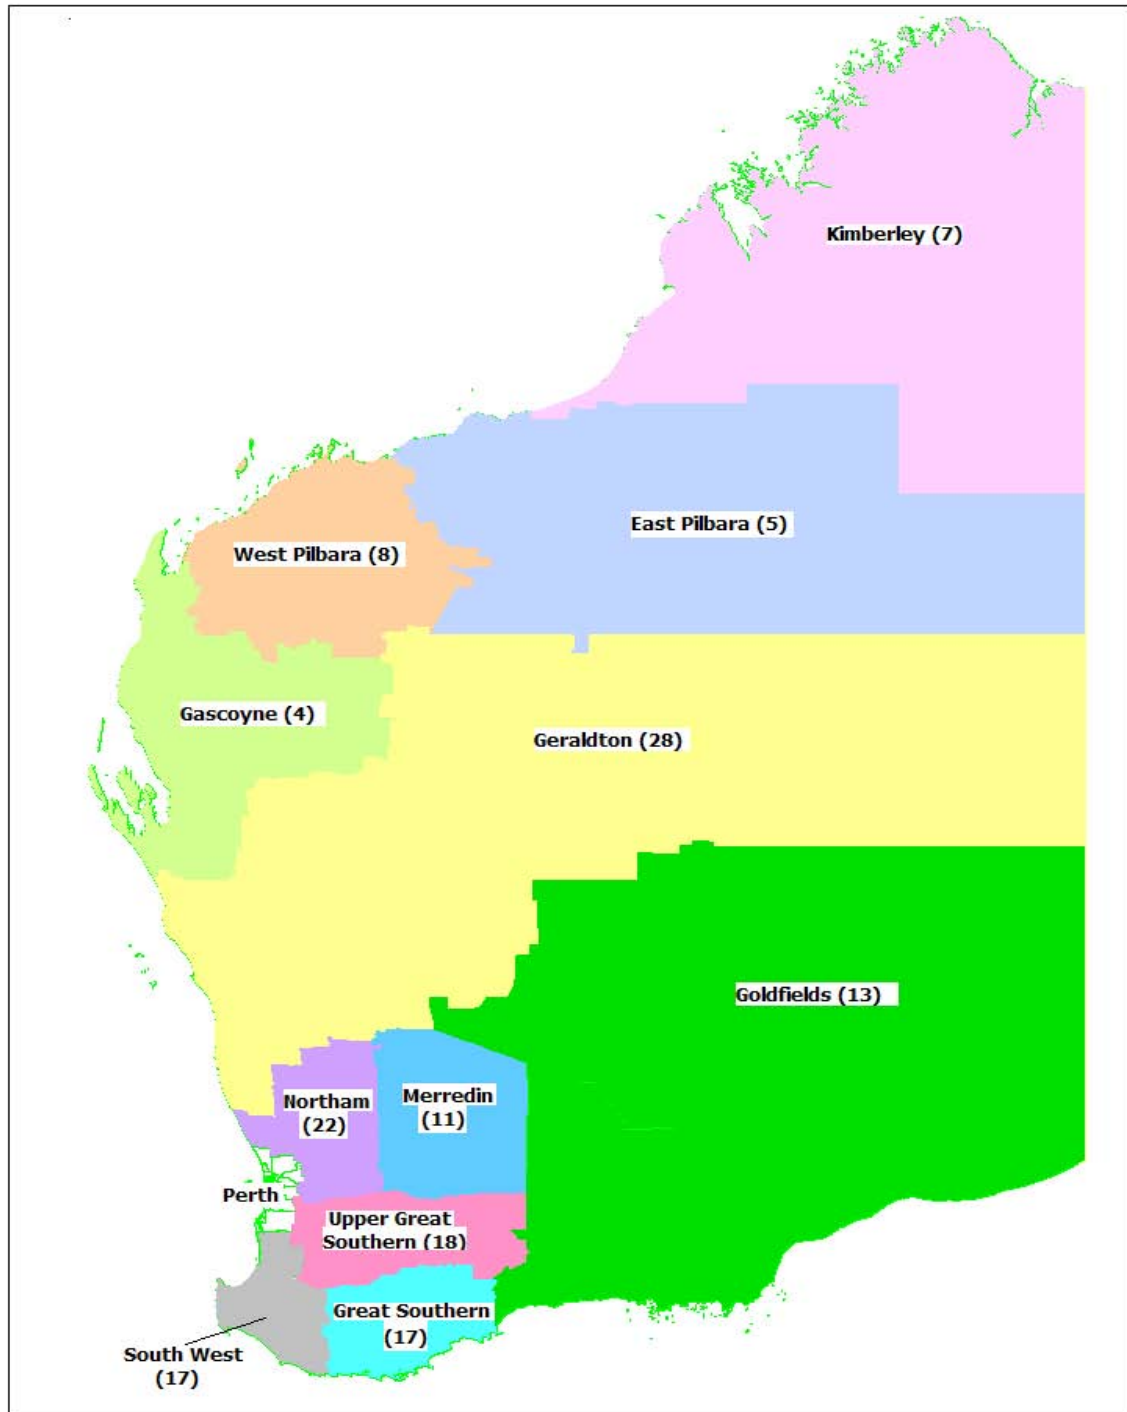 Kimberley (7)
East Pilbara (5)
West Pilbara (8)
Gascoyne (4)
Geraldton (28)
Goldfields (13)
Northam
(22)
Merredin
(11)
Perth
Upper Great
Southern (18)
Great Southern
(17)
South West
(17)